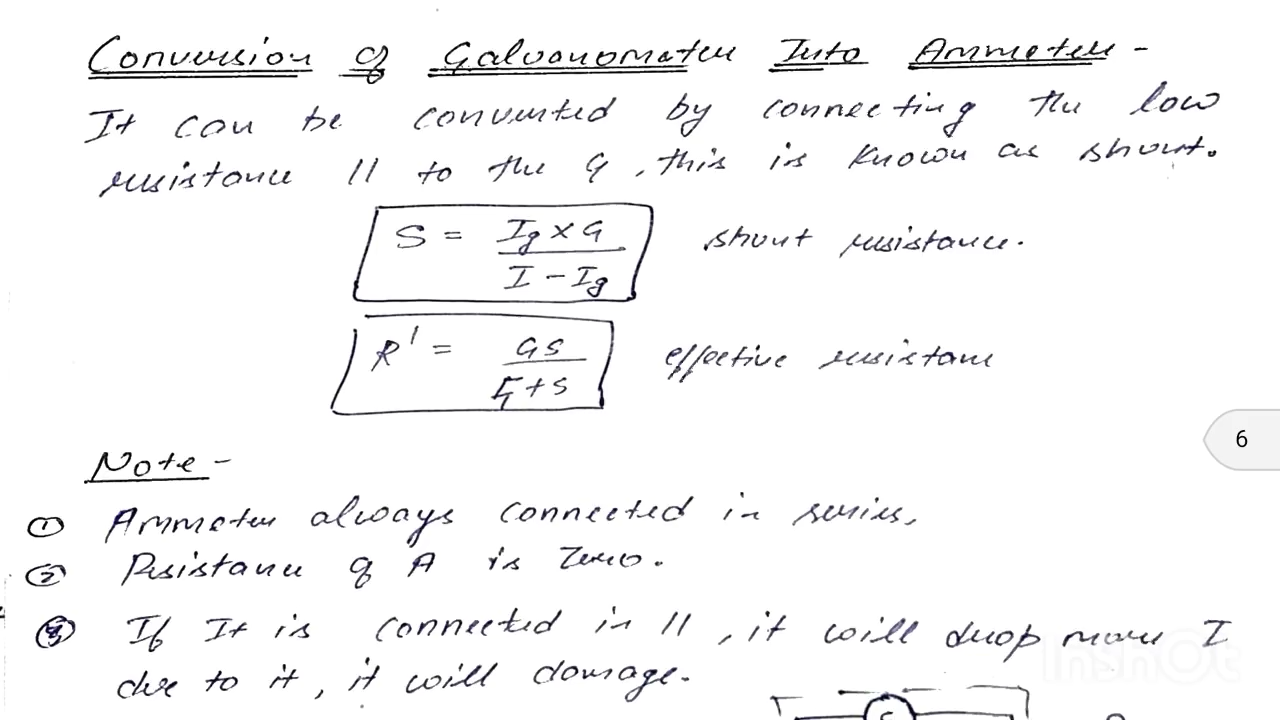 Conversion of Galvanometer Into Ammeter -
It can be converted by connecting the low
resistance || to the G, this is known as shunt.
S = Ig × G / I - Ig shunt resistance.
R' = GS / G + S effective resistance
6
Note -
① Ammeter always connected in series,
② Resistance of A is Zero.
③ If It is connected in ||, it will drop more I
due to it, it will damage.
InShOt
G